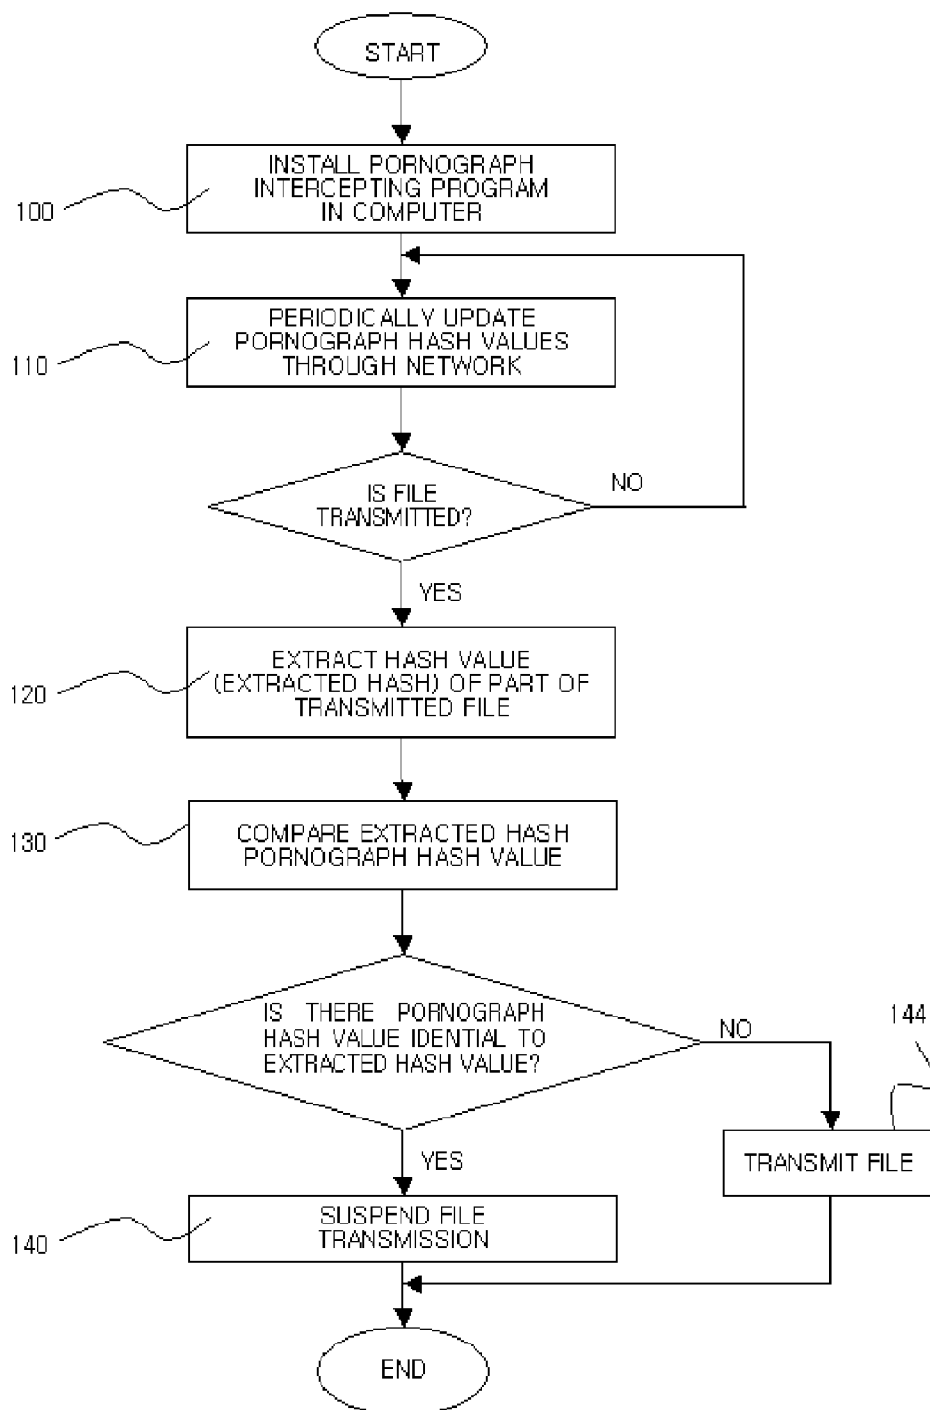 START
INSTALL PORNOGRAPH
INTERCEPTING PROGRAM
IN COMPUTER
100
PERIODICALLY UPDATE
PORNOGRAPH HASH VALUES
THROUGH NETWORK
110
IS FILE
TRANSMITTED?
NO
YES
EXTRACT HASH VALUE
(EXTRACTED HASH) OF PART OF
TRANSMITTED FILE
120
COMPARE EXTRACTED HASH
PORNOGRAPH HASH VALUE
130
IS THERE PORNOGRAPH
HASH VALUE IDENTIAL TO
EXTRACTED HASH VALUE?
NO
144
YES
TRANSMIT FILE
SUSPEND FILE
TRANSMISSION
140
END